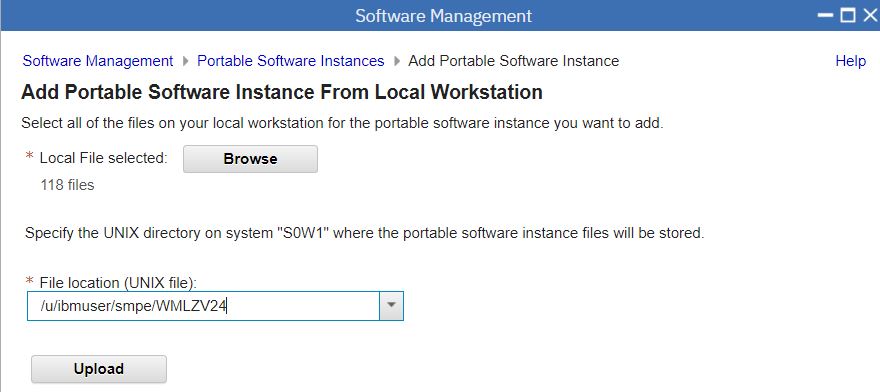 Software Management
Software Management Portable Software Instances Add Portable Software Instance Help
Add Portable Software Instance From Local Workstation
Select all of the files on your local workstation for the portable software instance you want to add.
* Local File selected: Browse
118 files
Specify the UNIX directory on system "S0W1" where the portable software instance files will be stored.
* File location (UNIX file):
/u/ibmuser/smpe/WMLZV24
Upload